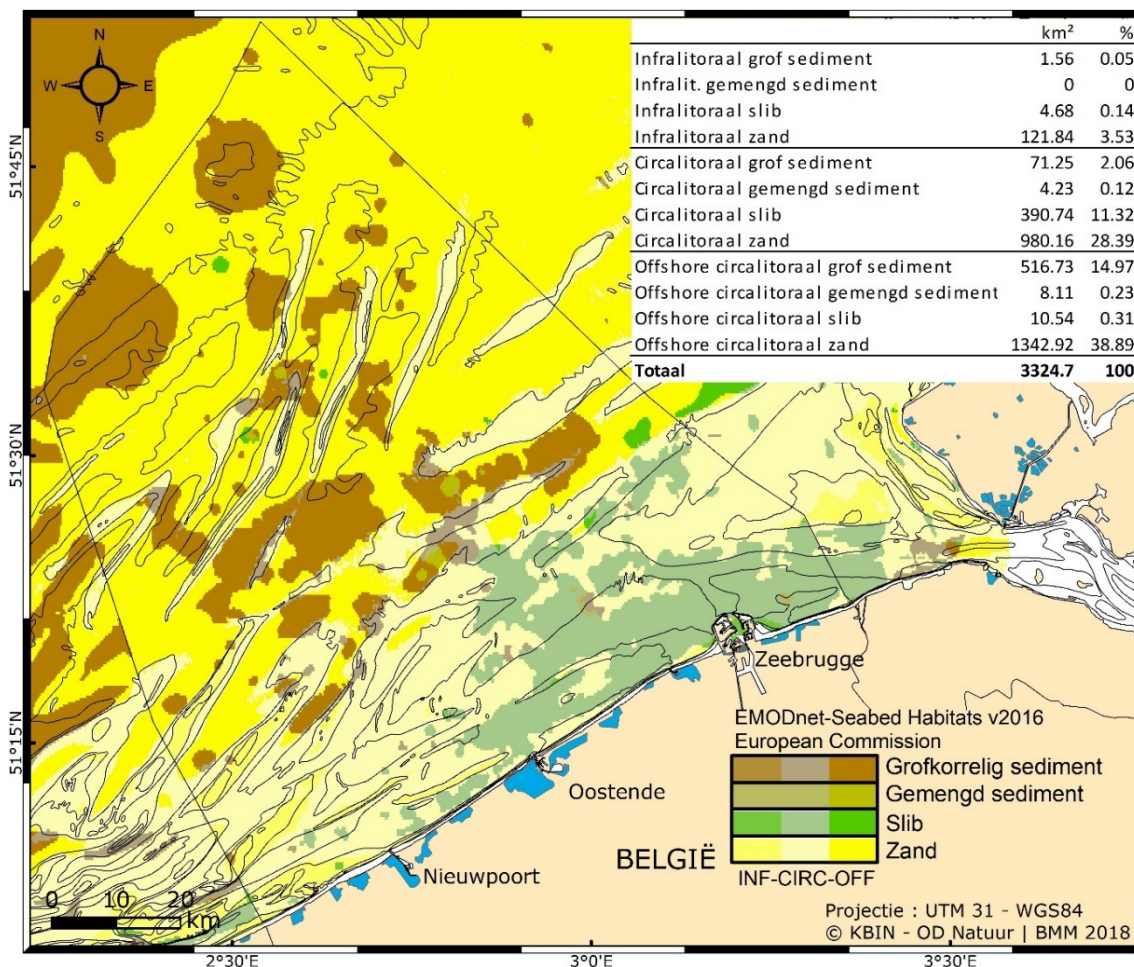 km² %
Infralitoraal grof sediment 1.56 0.05
Infralit. gemengd sediment 0 0
Infralitoraal slib 4.68 0.14
Infralitoraal zand 121.84 3.53
Circalitoraal grof sediment 71.25 2.06
Circalitoraal gemengd sediment 4.23 0.12
Circalitoraal slib 390.74 11.32
Circalitoraal zand 980.16 28.39
Offshore circalitoraal grof sediment 516.73 14.97
Offshore circalitoraal gemengd sediment 8.11 0.23
Offshore circalitoraal slib 10.54 0.31
Offshore circalitoraal zand 1342.92 38.89
Totaal 3324.7 100
N
W E
S
51°45'N
51°30'N
51°15'N
Zeebrugge
Oostende
Nieuwpoort
BELGIË
EMODnet-Seabed Habitats v2016
European Commission
Grofkorrelig sediment
Gemengd sediment
Slib
Zand
INF-CIRC-OFF
0 10 20
km
Projectie : UTM 31 - WGS84
© KBIN - OD Natuur | BMM 2018
2°30'E 3°0'E 3°30'E